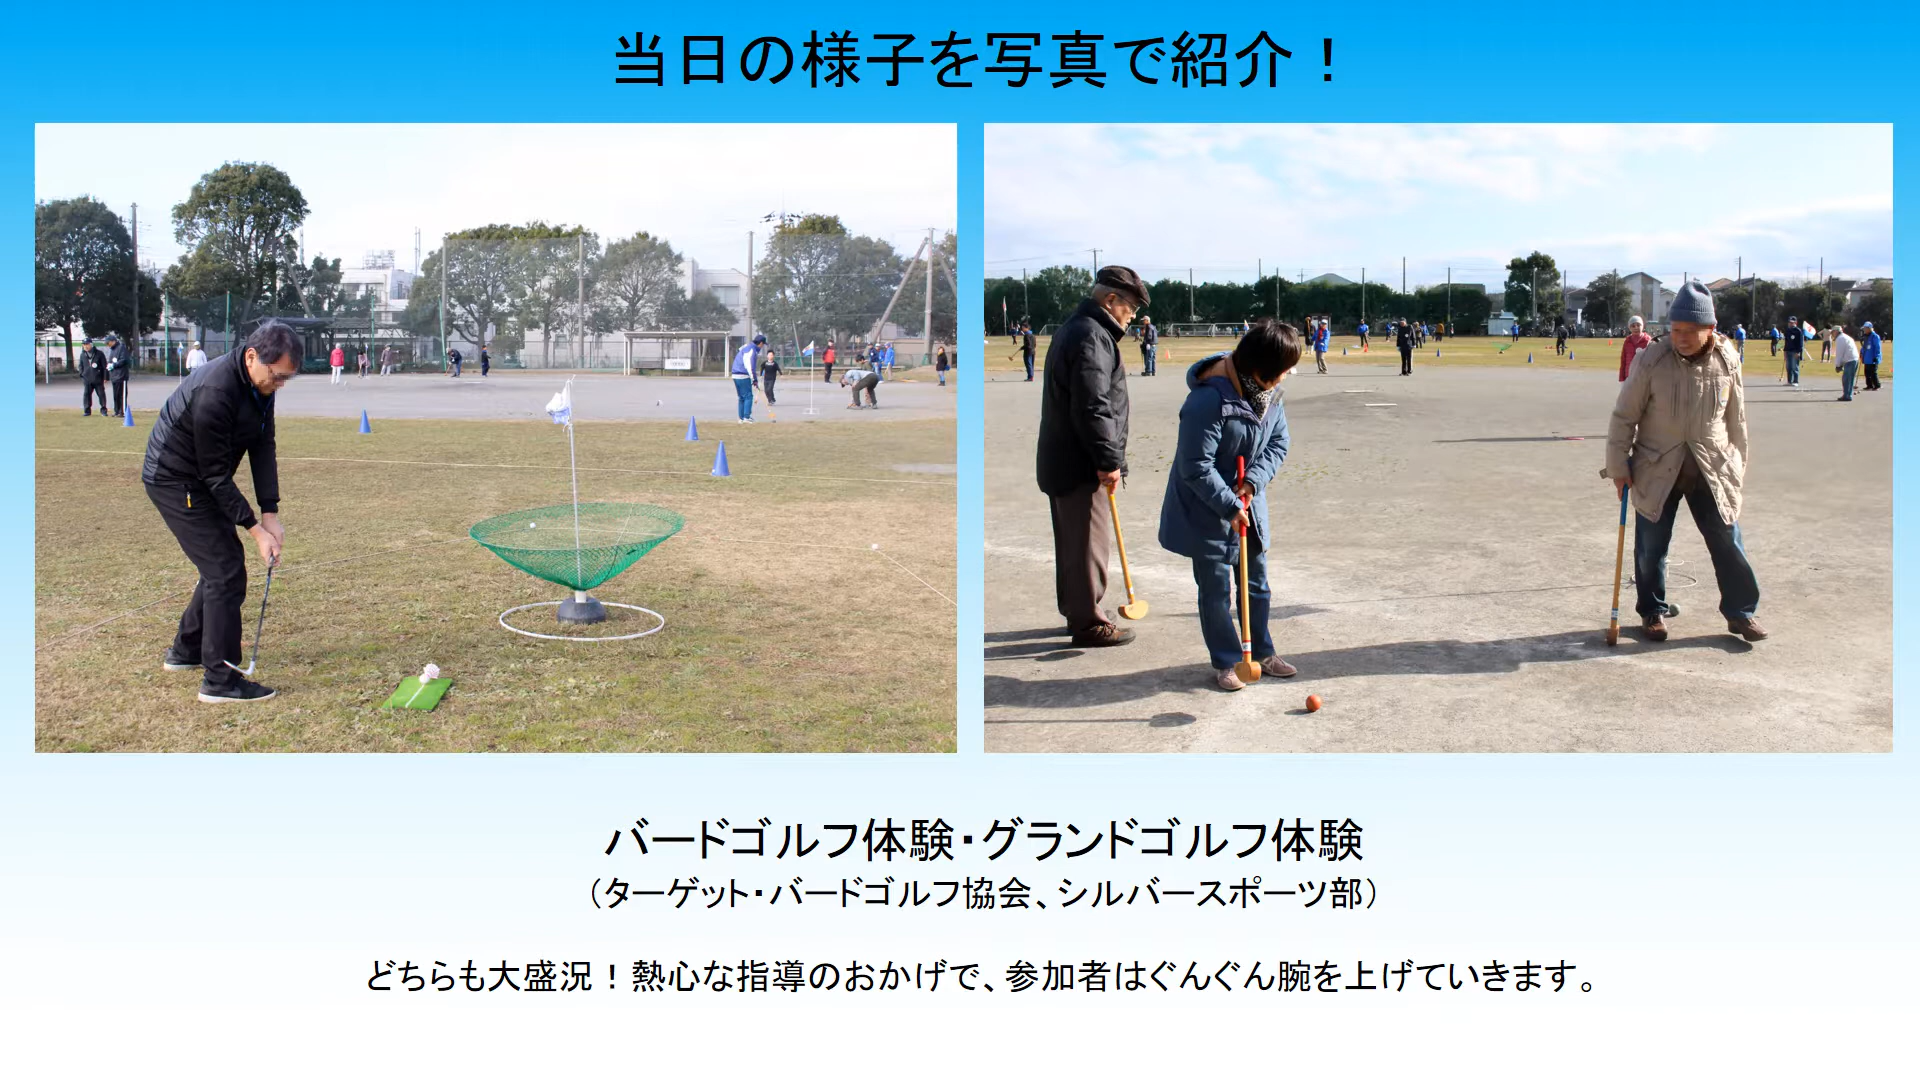 当日の様子を写真で紹介！
バードゴルフ体験・グランドゴルフ体験
（ターゲット・バードゴルフ協会、シルバースポーツ部）
どちらも大盛況！熱心な指導のおかげで、参加者はぐんぐん腕を上げていきます。